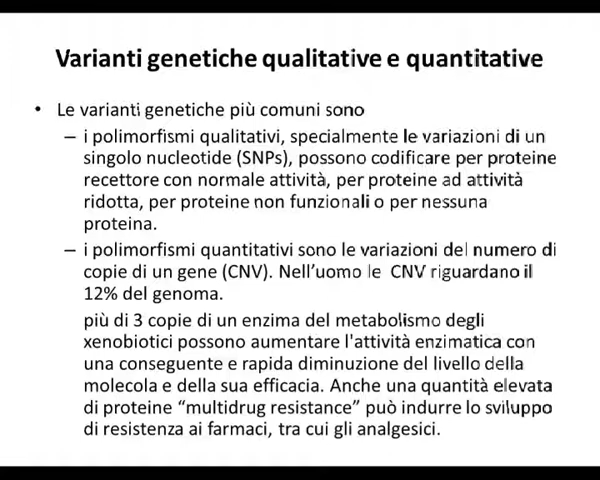 Varianti genetiche qualitative e quantitative
• Le varianti genetiche più comuni sono
– i polimorfismi qualitativi, specialmente le variazioni di un
singolo nucleotide (SNPs), possono codificare per proteine
recettore con normale attività, per proteine ad attività
ridotta, per proteine non funzionali o per nessuna
proteina.
– i polimorfismi quantitativi sono le variazioni del numero di
copie di un gene (CNV). Nell’uomo le CNV riguardano il
12% del genoma.
più di 3 copie di un enzima del metabolismo degli
xenobiotici possono aumentare l'attività enzimatica con
una conseguente e rapida diminuzione del livello della
molecola e della sua efficacia. Anche una quantità elevata
di proteine “multidrug resistance” può indurre lo sviluppo
di resistenza ai farmaci, tra cui gli analgesici.